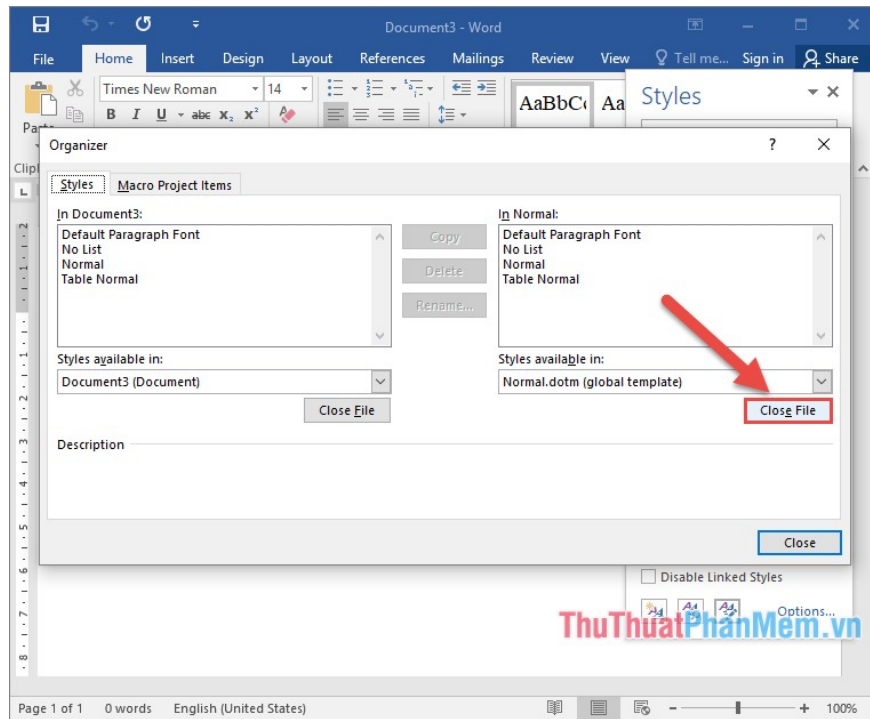 Document3 - Word
File Home Insert Design Layout References Mailings Review View Tell me... Sign in Share
Times New Roman 14
B I U abc X₂ X²
AaBbC Aa
Styles
Organizer ? X
Styles Macro Project Items
In Document3:
Default Paragraph Font
No List
Normal
Table Normal
Copy
Delete
Rename...
In Normal:
Default Paragraph Font
No List
Normal
Table Normal
Styles available in:
Document3 (Document)
Close File
Styles available in:
Normal.dotm (global template)
Close File
Description
Close
Disable Linked Styles
Options...
ThuThuatPhanMem.vn
Page 1 of 1 0 words English (United States) 100%